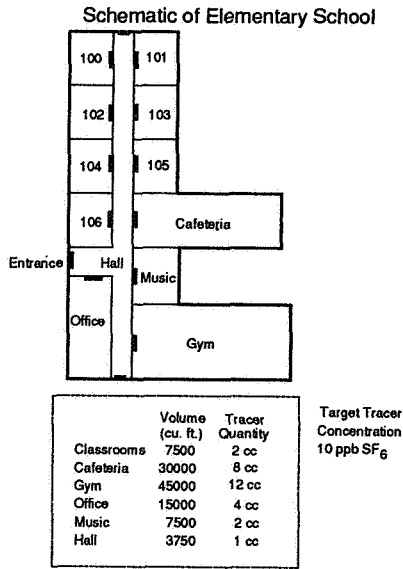 Schematic of Elementary School
100 101
102 103
104 105
106 Cafeteria
Entrance Hall
Music
Office
Gym
Volume Tracer
(cu. ft.) Quantity
Classrooms 7500 2 cc
Cafeteria 30000 8 cc
Gym 45000 12 cc
Office 15000 4 cc
Music 7500 2 cc
Hall 3750 1 cc
Target Tracer
Concentration
10 ppb SF6